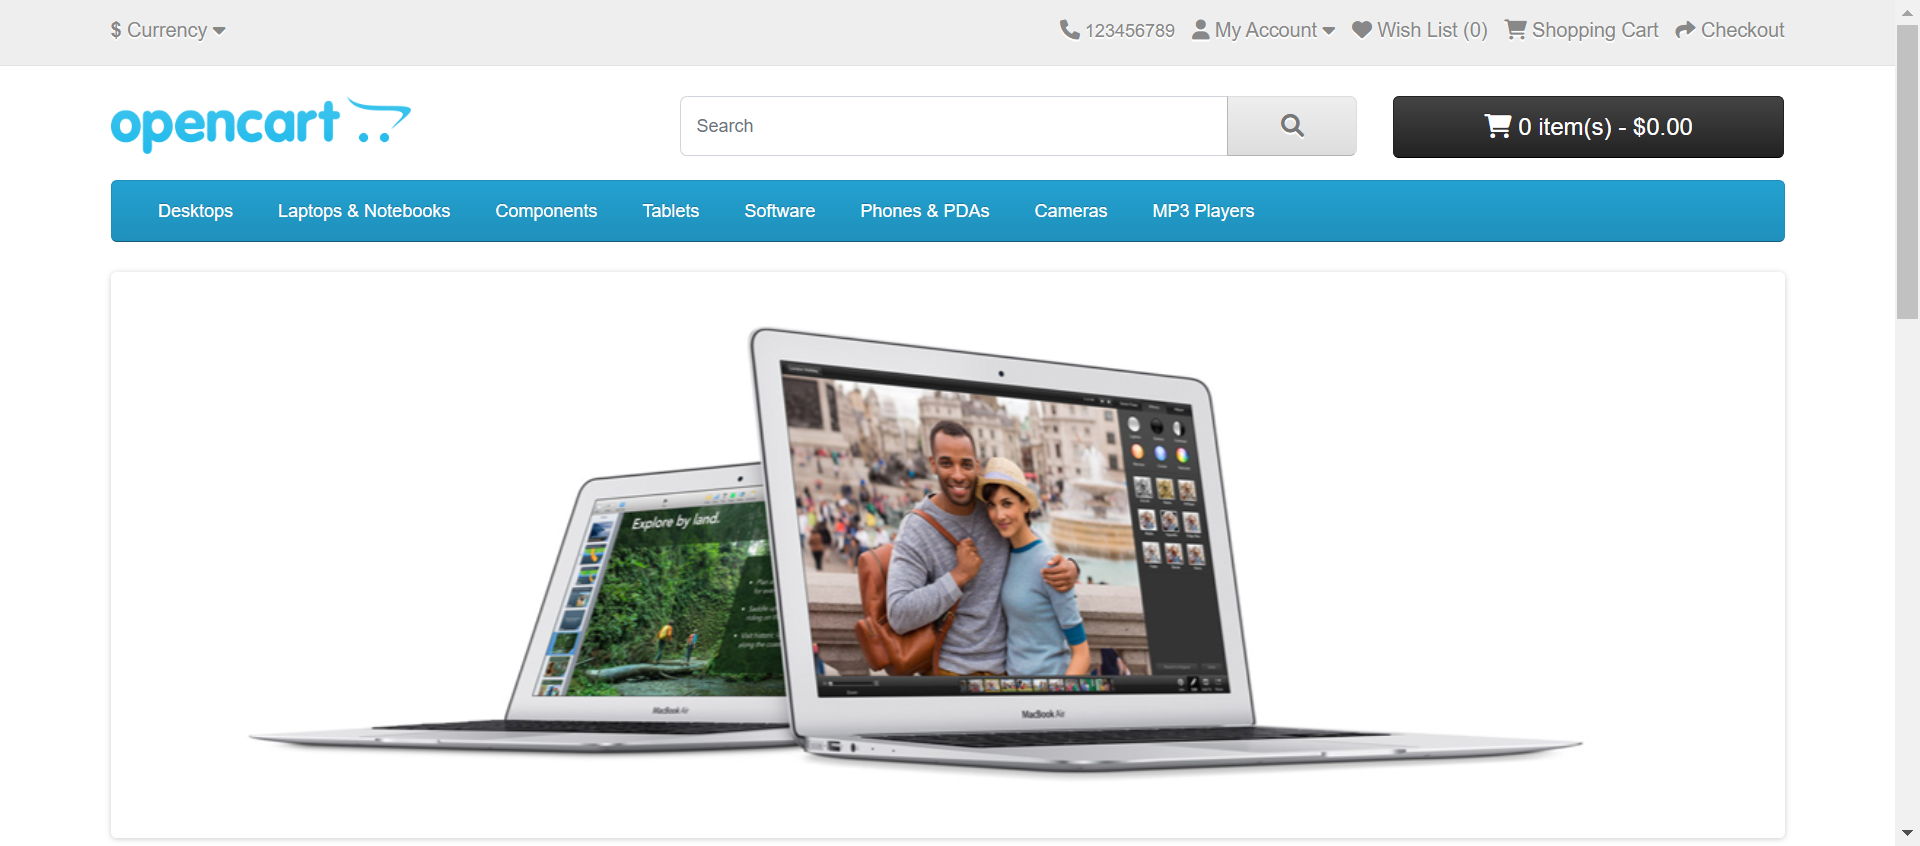 $ Currency
123456789 My Account Wish List (0) Shopping Cart Checkout
opencart
Search
0 item(s) - $0.00
Desktops Laptops & Notebooks Components Tablets Software Phones & PDAs Cameras MP3 Players
Explore by land.
MacBook Air
MacBook Air